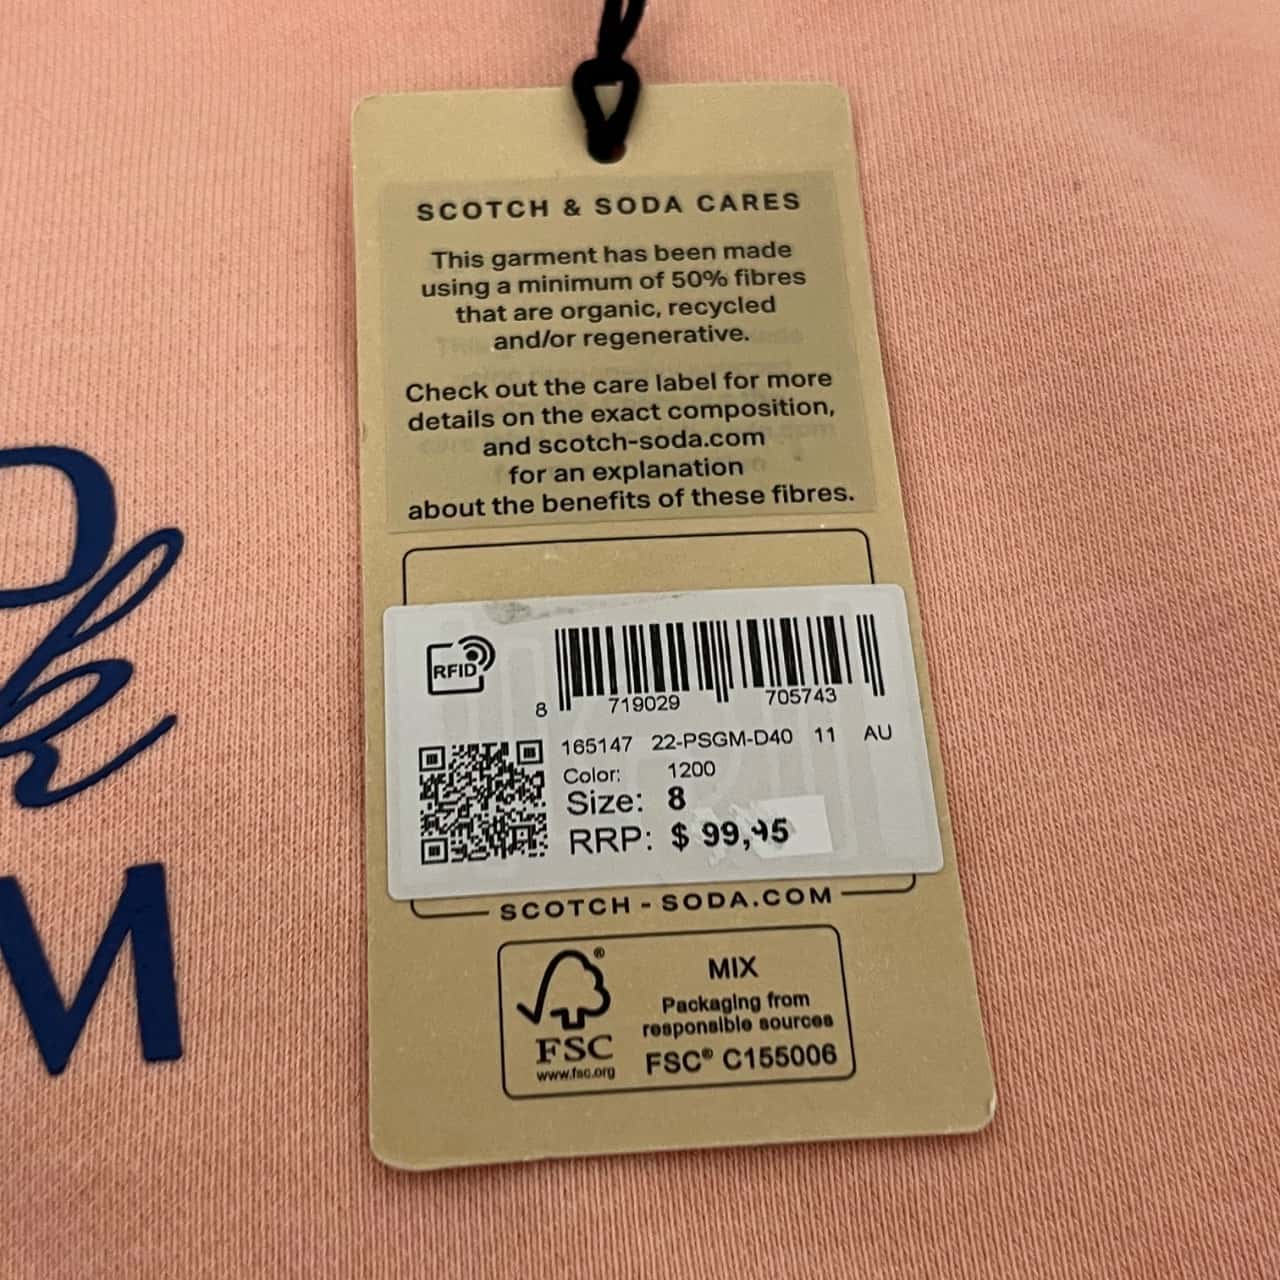 SCOTCH & SODA CARES
This garment has been made
using a minimum of 50% fibres
that are organic, recycled
and/or regenerative.
Check out the care label for more
details on the exact composition,
and scotch-soda.com
for an explanation
about the benefits of these fibres.
RFID
8 719029 705743
165147 22-PSGM-D40 11 AU
Color: 1200
Size: 8
RRP: $ 99,95
SCOTCH - SODA.COM
FSC
www.fsc.org
MIX
Packaging from
responsible sources
FSC® C155006
k
M